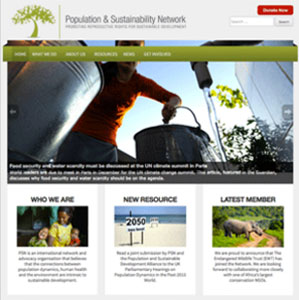 Donate Now
Population & Sustainability Network
PROMOTING REPRODUCTIVE RIGHTS FOR SUSTAINABLE DEVELOPMENT
Search
Search
HOME WHAT WE DO ABOUT US RESOURCES NEWS GET INVOLVED
Food security and water scarcity must be discussed at the UN climate summit in Paris
World leaders are due to meet in Paris in December for the UN climate change summit. This article, featured in the Guardian,
discusses why food security and water scarcity should be on the agenda.
WHO WE ARE
NEW RESOURCE
LATEST MEMBER
2050
PSN is an international network and
advocacy organisation that believes
that the connections between
population dynamics, human health
and the environment are intrinsic to
sustainable development.
Read a joint submission by PSN and
the Population and Sustainable
Development Alliance to the UK
Parliamentary Hearings on
Population Dynamics in the Post 2015
World.
We are proud to announce that The
Endangered Wildlife Trust (EWT) has
joined the Network. We are looking
forward to collaborating more closely
with one of Africa's largest
conservation NGOs.